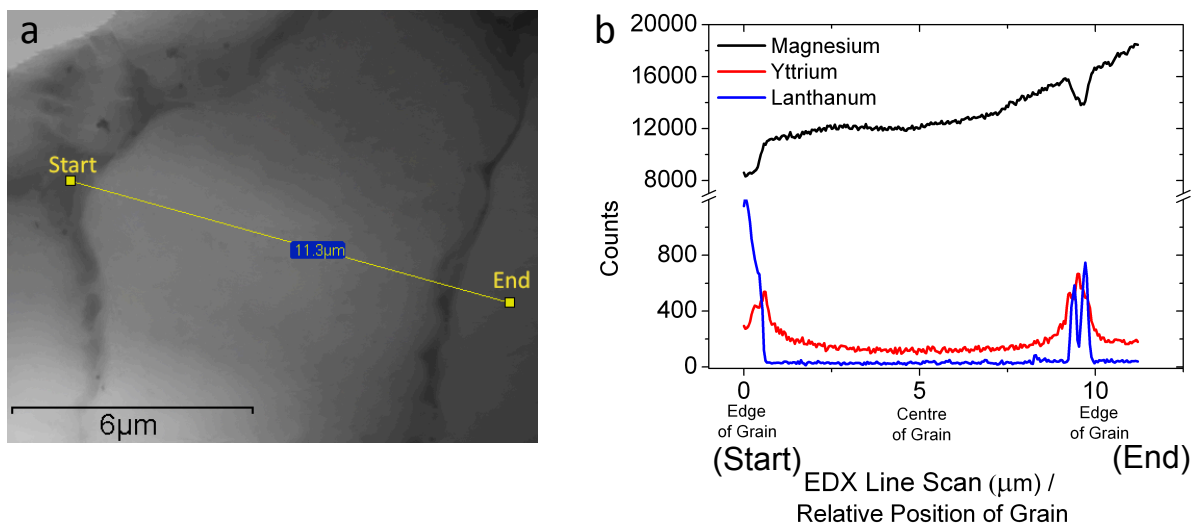 a
Start
11.3µm
End
6µm
b
20000
16000
12000
8000
800
400
0
Counts
Magnesium
Yttrium
Lanthanum
0 5 10
Edge of Grain
Centre of Grain
Edge of Grain
(Start) (End)
EDX Line Scan (µm) /
Relative Position of Grain